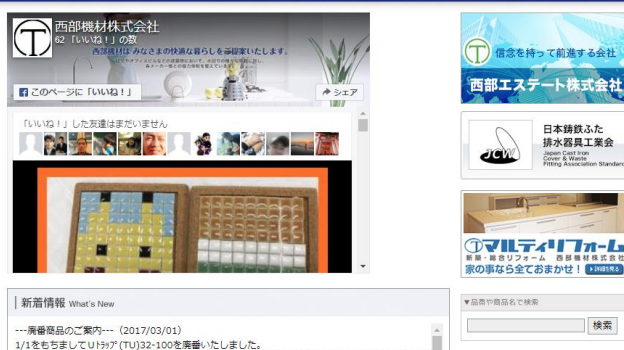 西部機材株式会社
62 「いいね！」の数
西部機材は みなさまの快適な暮らしをご提案いたします。
このページに「いいね！」
シェア
「いいね！」した友達はまだいません
信念を持って前進する会社
西部エステート株式会社
JCW
日本鋳鉄ふた
排水器具工業会
Japan Cast Iron
Cover & Waste
Fitting Association Standard
マルティリフォーム
新築・総合リフォーム 西部機材株式会社
家の事なら全ておまかせ！
▶詳細を見る
▼品番や商品名で検索
検索
新着情報 What's New
---廃番商品のご案内---（2017/03/01）
1/1をもちましてUﾄﾗｯﾌﾟ(TU)32-100を廃番いたしました。